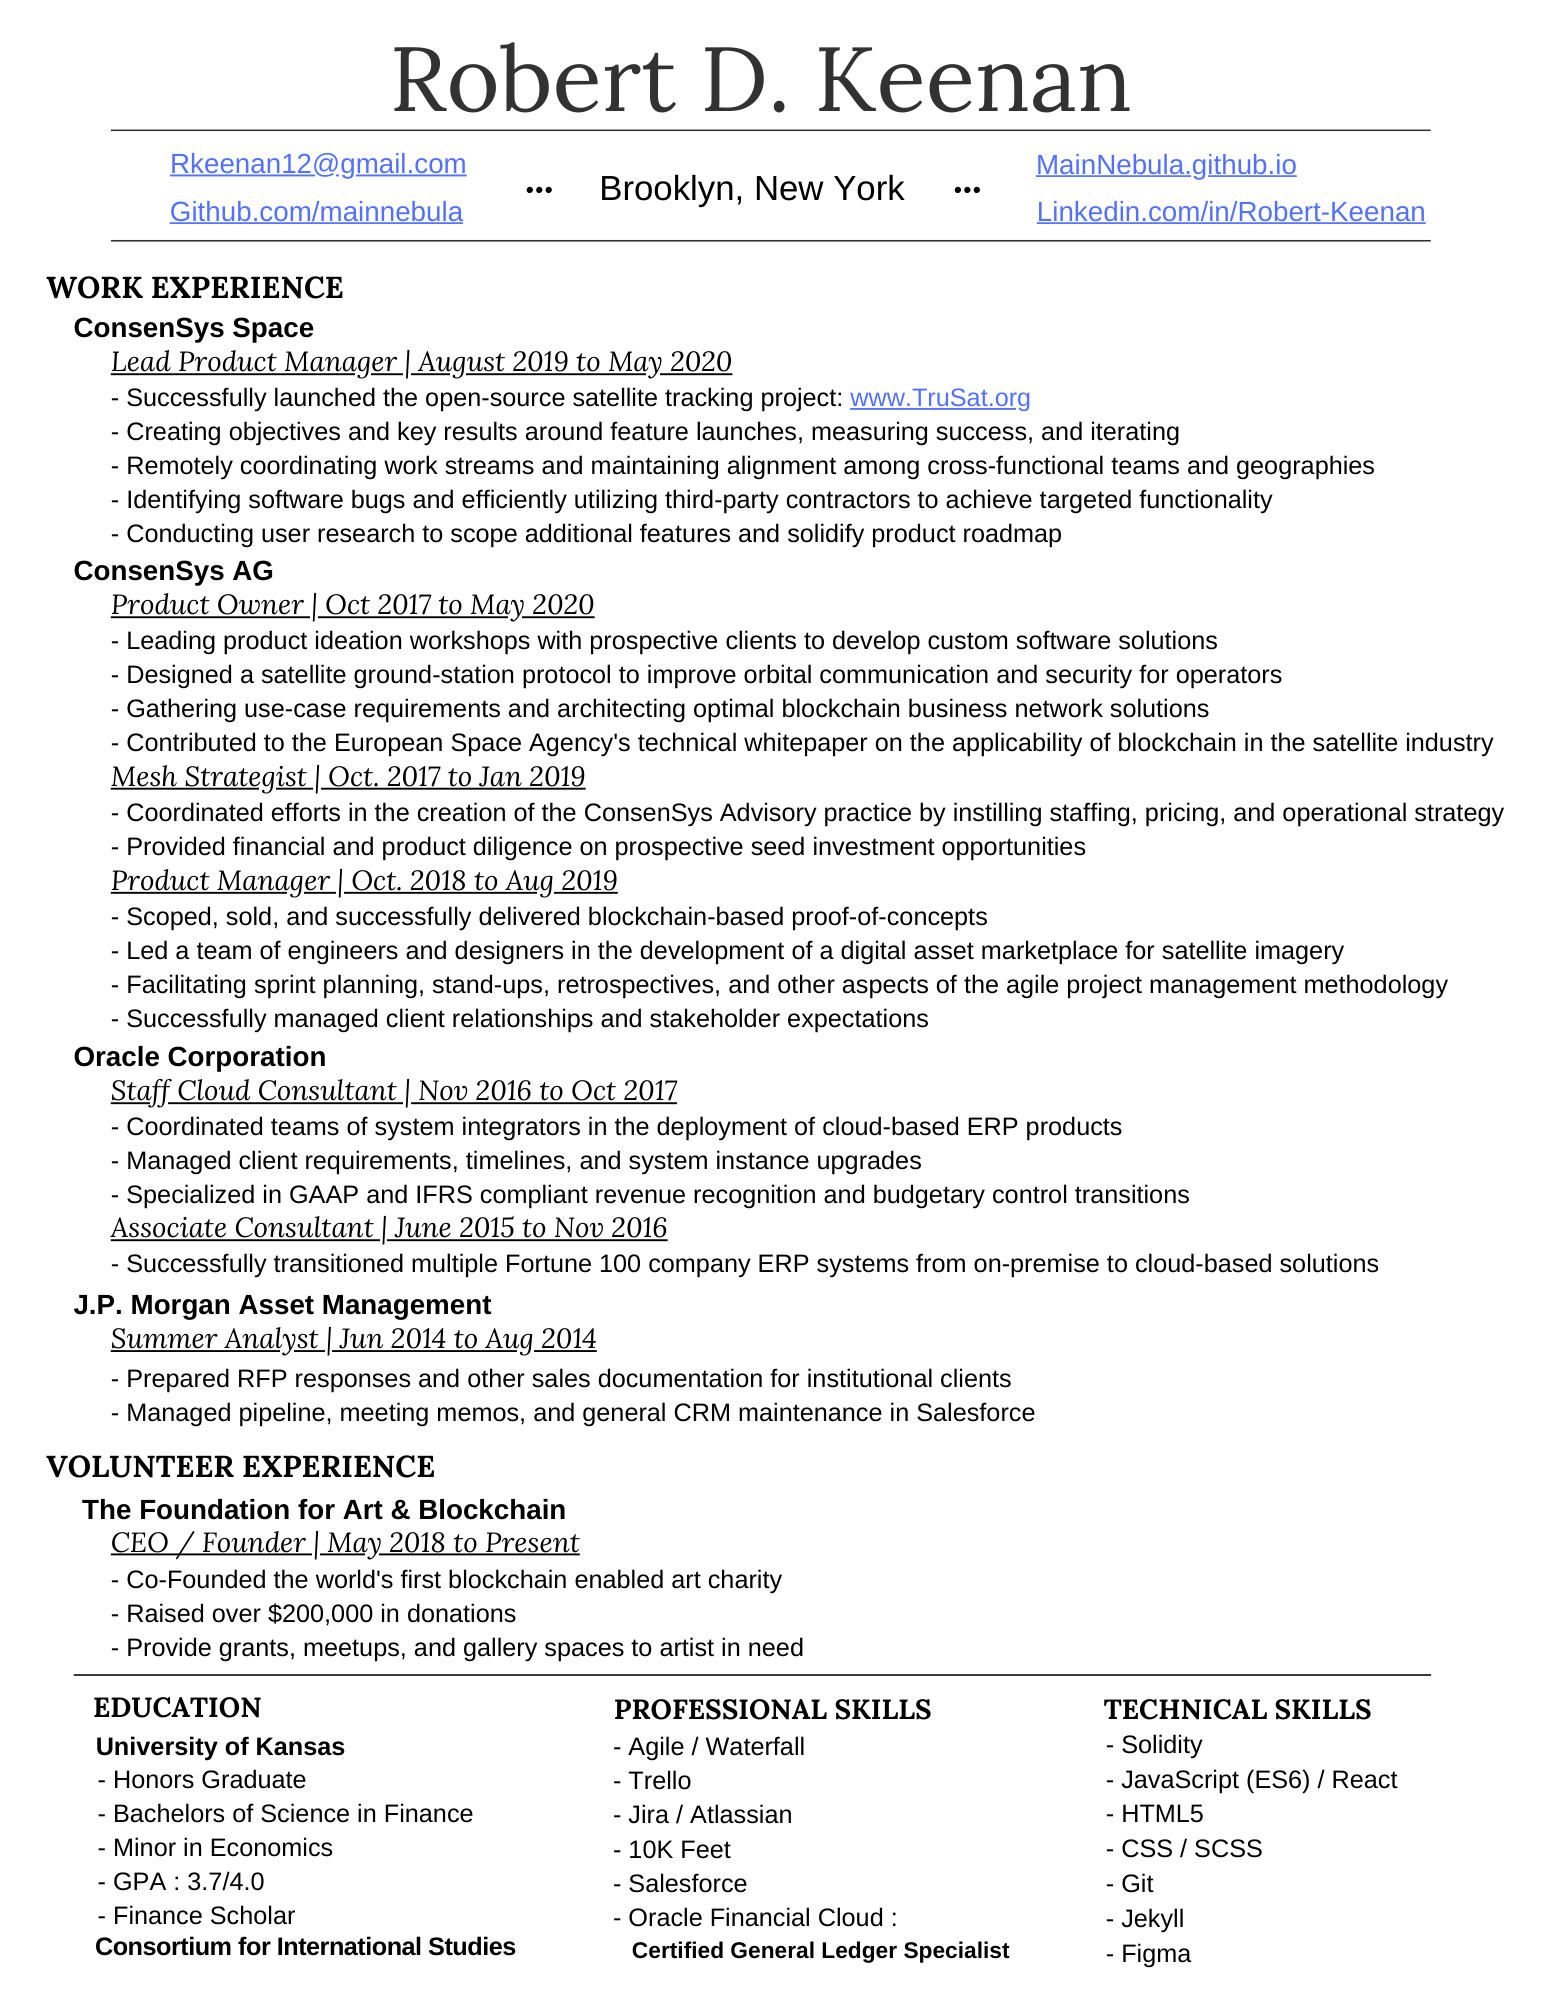 Robert D. Keenan
Rkeenan12@gmail.com
Github.com/mainnebula
••• Brooklyn, New York •••
MainNebula.github.io
Linkedin.com/in/Robert-Keenan
WORK EXPERIENCE
ConsenSys Space
Lead Product Manager | August 2019 to May 2020
- Successfully launched the open-source satellite tracking project: www.TruSat.org
- Creating objectives and key results around feature launches, measuring success, and iterating
- Remotely coordinating work streams and maintaining alignment among cross-functional teams and geographies
- Identifying software bugs and efficiently utilizing third-party contractors to achieve targeted functionality
- Conducting user research to scope additional features and solidify product roadmap
ConsenSys AG
Product Owner | Oct 2017 to May 2020
- Leading product ideation workshops with prospective clients to develop custom software solutions
- Designed a satellite ground-station protocol to improve orbital communication and security for operators
- Gathering use-case requirements and architecting optimal blockchain business network solutions
- Contributed to the European Space Agency's technical whitepaper on the applicability of blockchain in the satellite industry
Mesh Strategist | Oct. 2017 to Jan 2019
- Coordinated efforts in the creation of the ConsenSys Advisory practice by instilling staffing, pricing, and operational strategy
- Provided financial and product diligence on prospective seed investment opportunities
Product Manager | Oct. 2018 to Aug 2019
- Scoped, sold, and successfully delivered blockchain-based proof-of-concepts
- Led a team of engineers and designers in the development of a digital asset marketplace for satellite imagery
- Facilitating sprint planning, stand-ups, retrospectives, and other aspects of the agile project management methodology
- Successfully managed client relationships and stakeholder expectations
Oracle Corporation
Staff Cloud Consultant | Nov 2016 to Oct 2017
- Coordinated teams of system integrators in the deployment of cloud-based ERP products
- Managed client requirements, timelines, and system instance upgrades
- Specialized in GAAP and IFRS compliant revenue recognition and budgetary control transitions
Associate Consultant | June 2015 to Nov 2016
- Successfully transitioned multiple Fortune 100 company ERP systems from on-premise to cloud-based solutions
J.P. Morgan Asset Management
Summer Analyst | Jun 2014 to Aug 2014
- Prepared RFP responses and other sales documentation for institutional clients
- Managed pipeline, meeting memos, and general CRM maintenance in Salesforce
VOLUNTEER EXPERIENCE
The Foundation for Art & Blockchain
CEO / Founder | May 2018 to Present
- Co-Founded the world's first blockchain enabled art charity
- Raised over $200,000 in donations
- Provide grants, meetups, and gallery spaces to artist in need
EDUCATION
University of Kansas
- Honors Graduate
- Bachelors of Science in Finance
- Minor in Economics
- GPA : 3.7/4.0
- Finance Scholar
Consortium for International Studies
PROFESSIONAL SKILLS
- Agile / Waterfall
- Trello
- Jira / Atlassian
- 10K Feet
- Salesforce
- Oracle Financial Cloud :
Certified General Ledger Specialist
TECHNICAL SKILLS
- Solidity
- JavaScript (ES6) / React
- HTML5
- CSS / SCSS
- Git
- Jekyll
- Figma